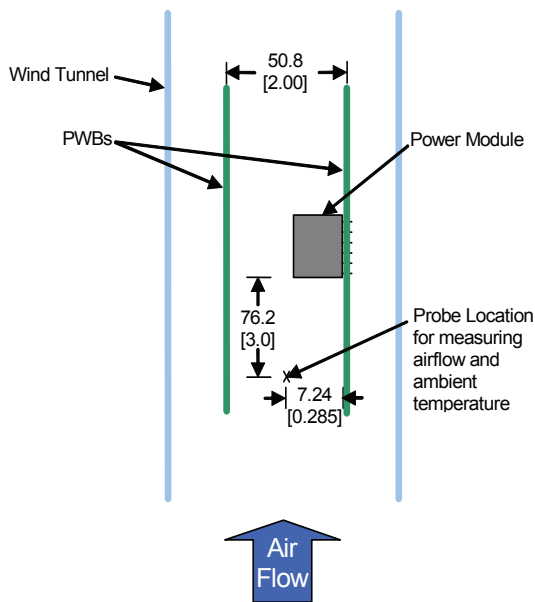 50.8
[2.00]
Wind Tunnel
PWBs
Power Module
76.2
[3.0]
x
7.24
[0.285]
Probe Location
for measuring
airflow and
ambient
temperature
Air
Flow